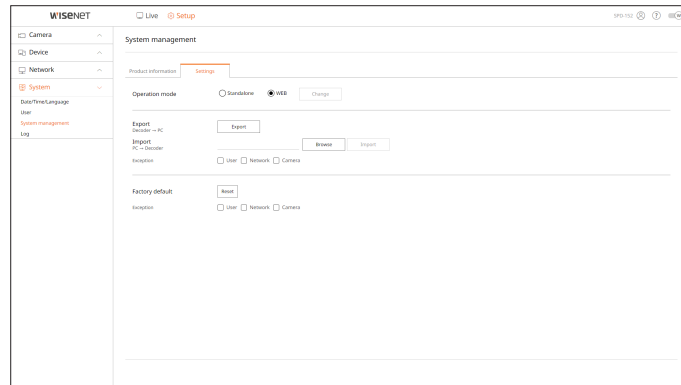 WISENET
Live Setup SPD-152 ?
Camera
Device
Network
System
Date/Time/Language
User
System management
Log
System management
Product information Settings
Operation mode Standalone WEB Change
Export
Decoder → PC
Export
Import
PC → Decoder
Browse Import
Exception User Network Camera
Factory default Reset
Exception User Network Camera